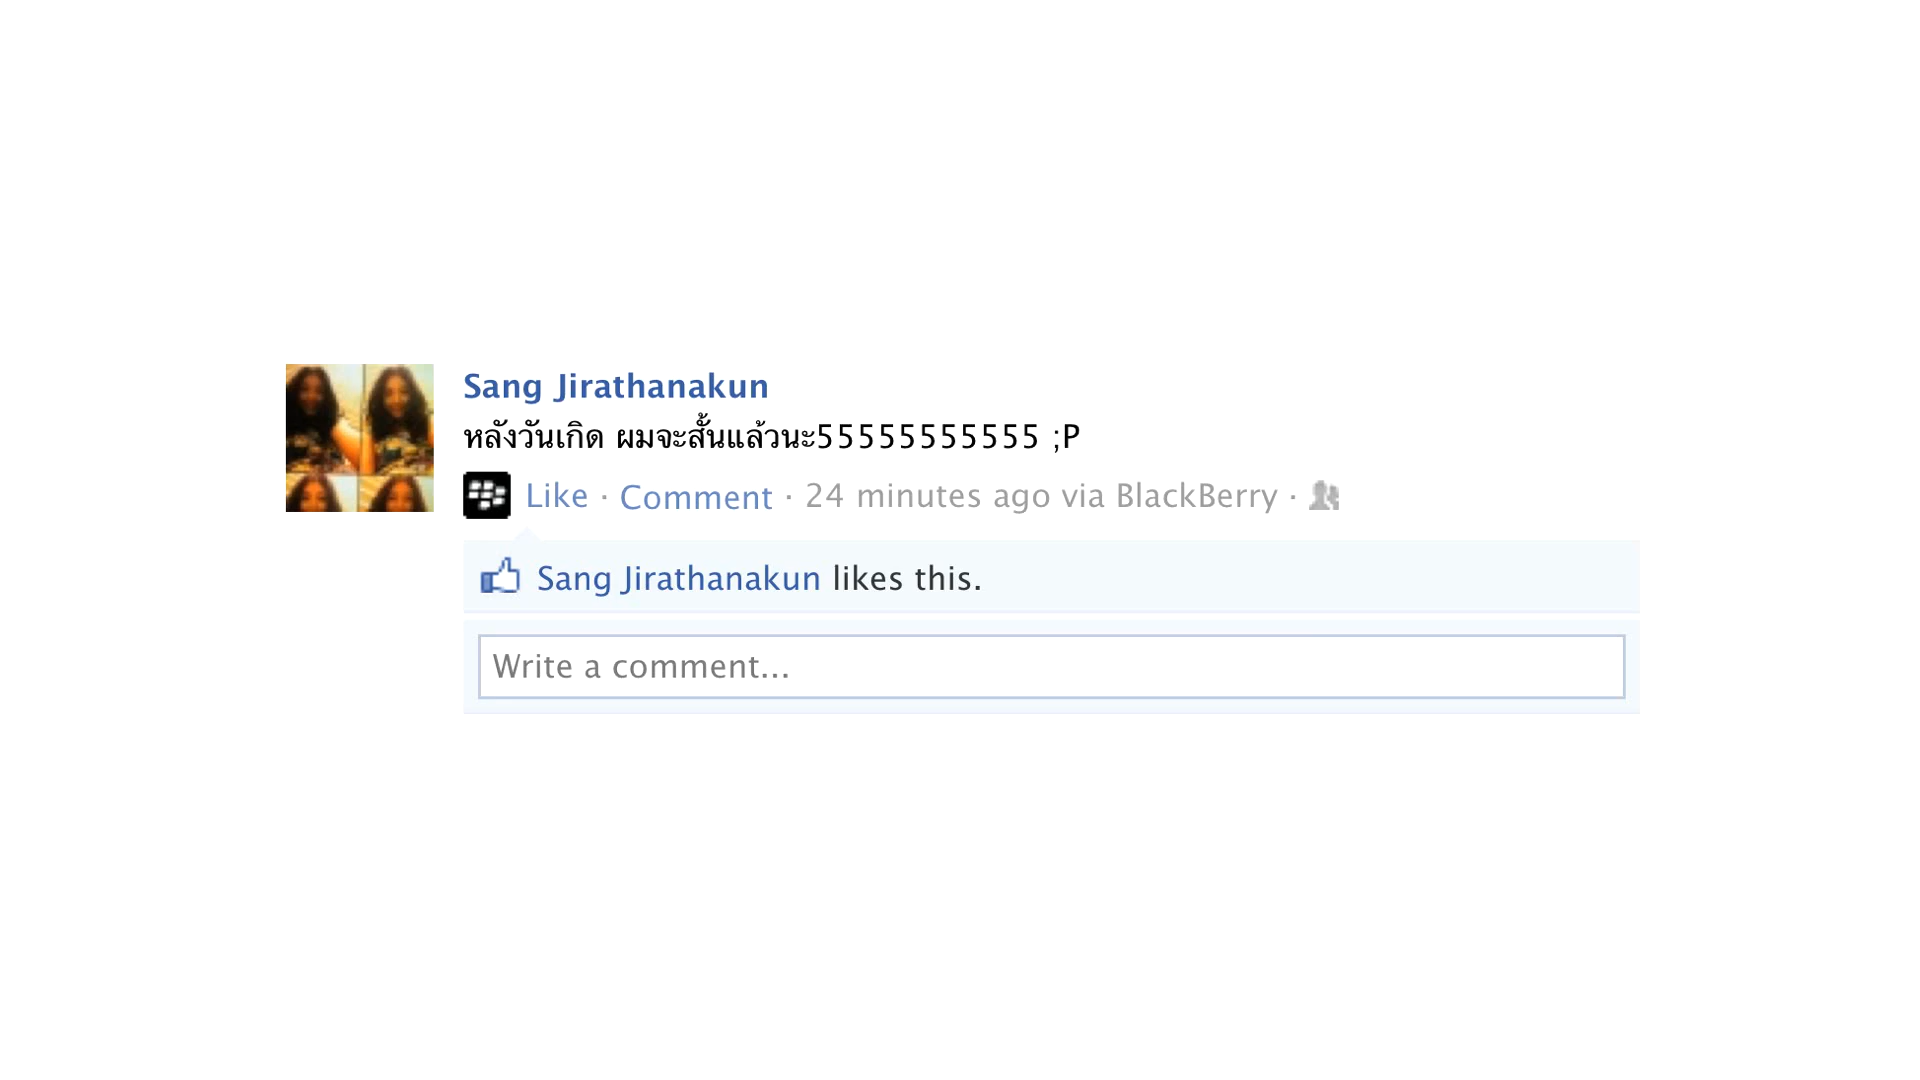 Sang Jirathanakun
หลังวันเกิด ผมจะสั้นแล้วนะ55555555555 ;P
Like · Comment · 24 minutes ago via BlackBerry ·
Sang Jirathanakun likes this.
Write a comment...